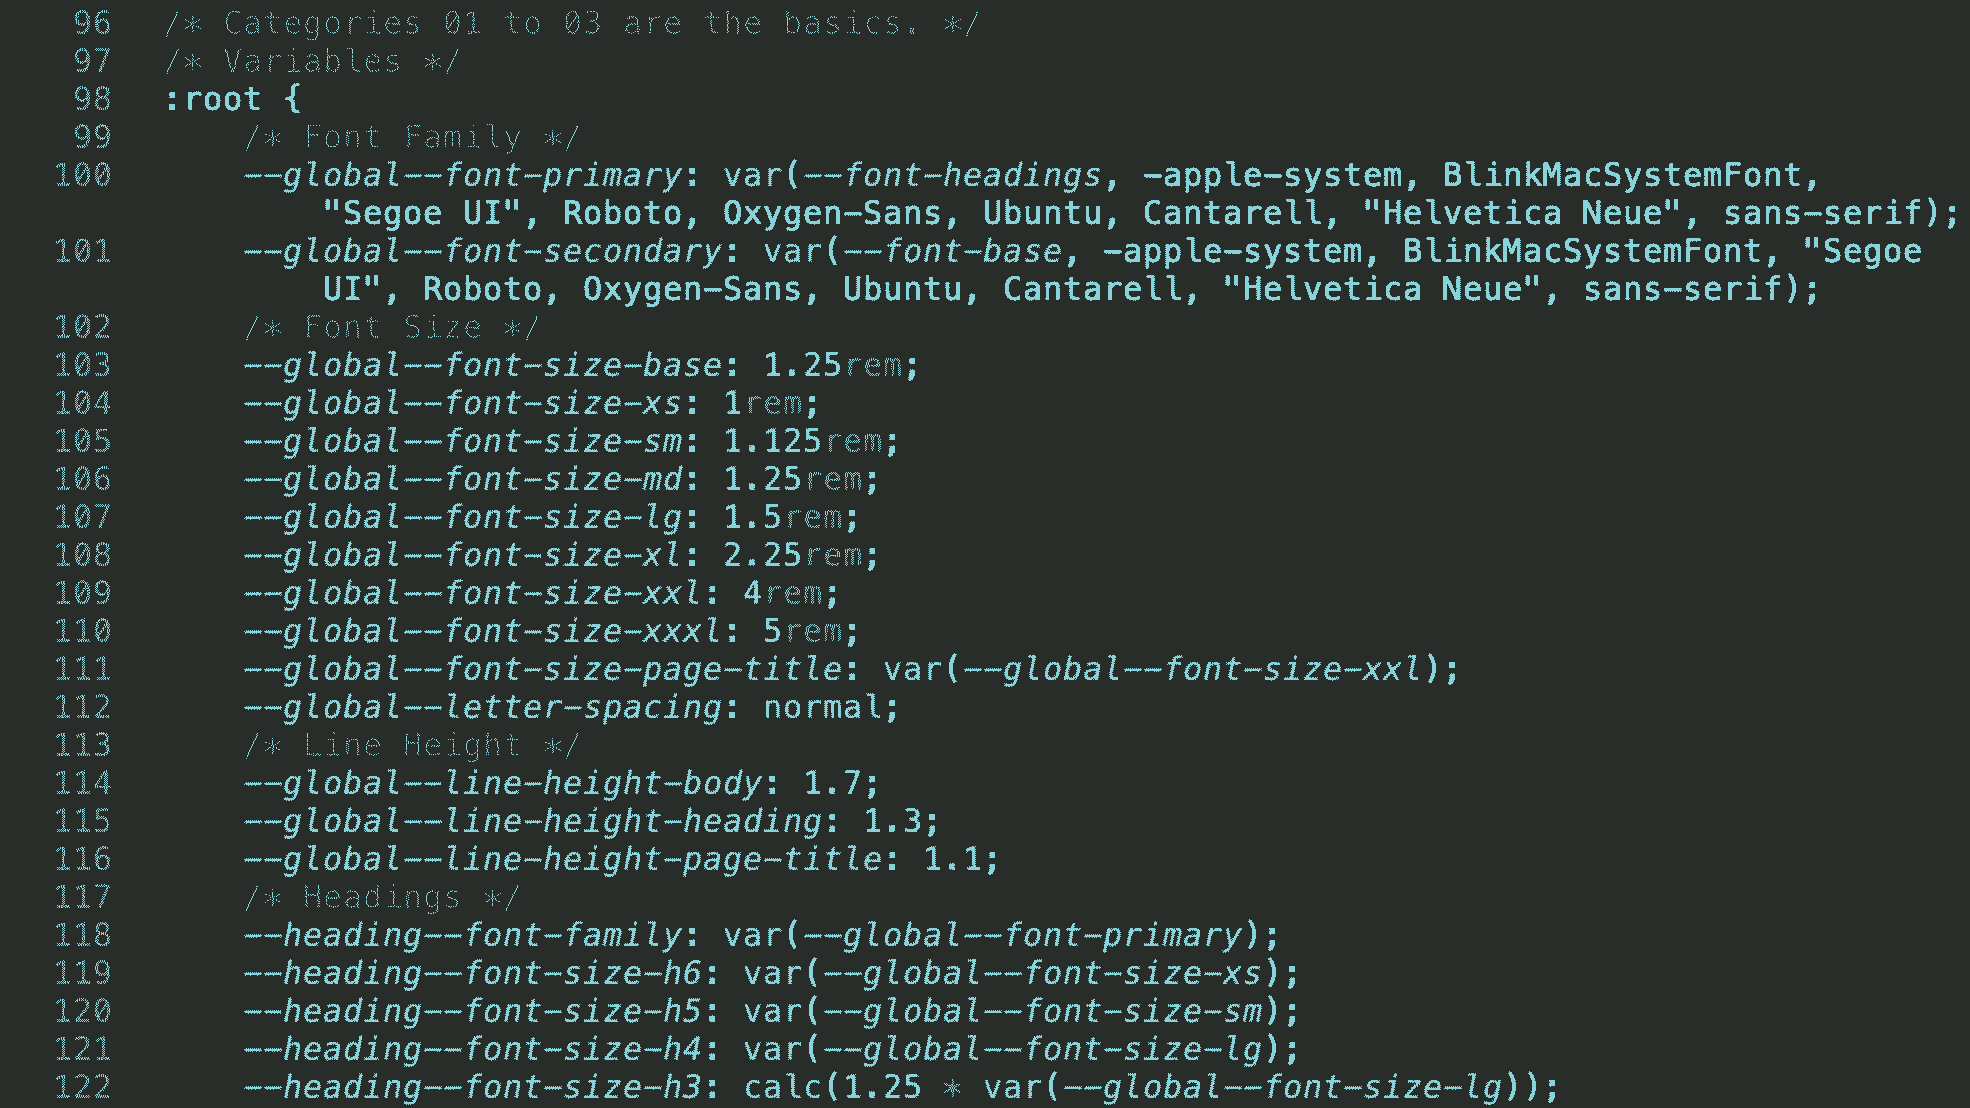 96 /* Categories 01 to 03 are the basics. */
97 /* Variables */
98 :root {
99 /* Font Family */
100 --global--font-primary: var(--font-headings, -apple-system, BlinkMacSystemFont,
"Segoe UI", Roboto, Oxygen-Sans, Ubuntu, Cantarell, "Helvetica Neue", sans-serif);
101 --global--font-secondary: var(--font-base, -apple-system, BlinkMacSystemFont, "Segoe
UI", Roboto, Oxygen-Sans, Ubuntu, Cantarell, "Helvetica Neue", sans-serif);
102 /* Font Size */
103 --global--font-size-base: 1.25rem;
104 --global--font-size-xs: 1rem;
105 --global--font-size-sm: 1.125rem;
106 --global--font-size-md: 1.25rem;
107 --global--font-size-lg: 1.5rem;
108 --global--font-size-xl: 2.25rem;
109 --global--font-size-xxl: 4rem;
110 --global--font-size-xxxl: 5rem;
111 --global--font-size-page-title: var(--global--font-size-xxl);
112 --global--letter-spacing: normal;
113 /* Line Height */
114 --global--line-height-body: 1.7;
115 --global--line-height-heading: 1.3;
116 --global--line-height-page-title: 1.1;
117 /* Headings */
118 --heading--font-family: var(--global--font-primary);
119 --heading--font-size-h6: var(--global--font-size-xs);
120 --heading--font-size-h5: var(--global--font-size-sm);
121 --heading--font-size-h4: var(--global--font-size-lg);
122 --heading--font-size-h3: calc(1.25 * var(--global--font-size-lg));